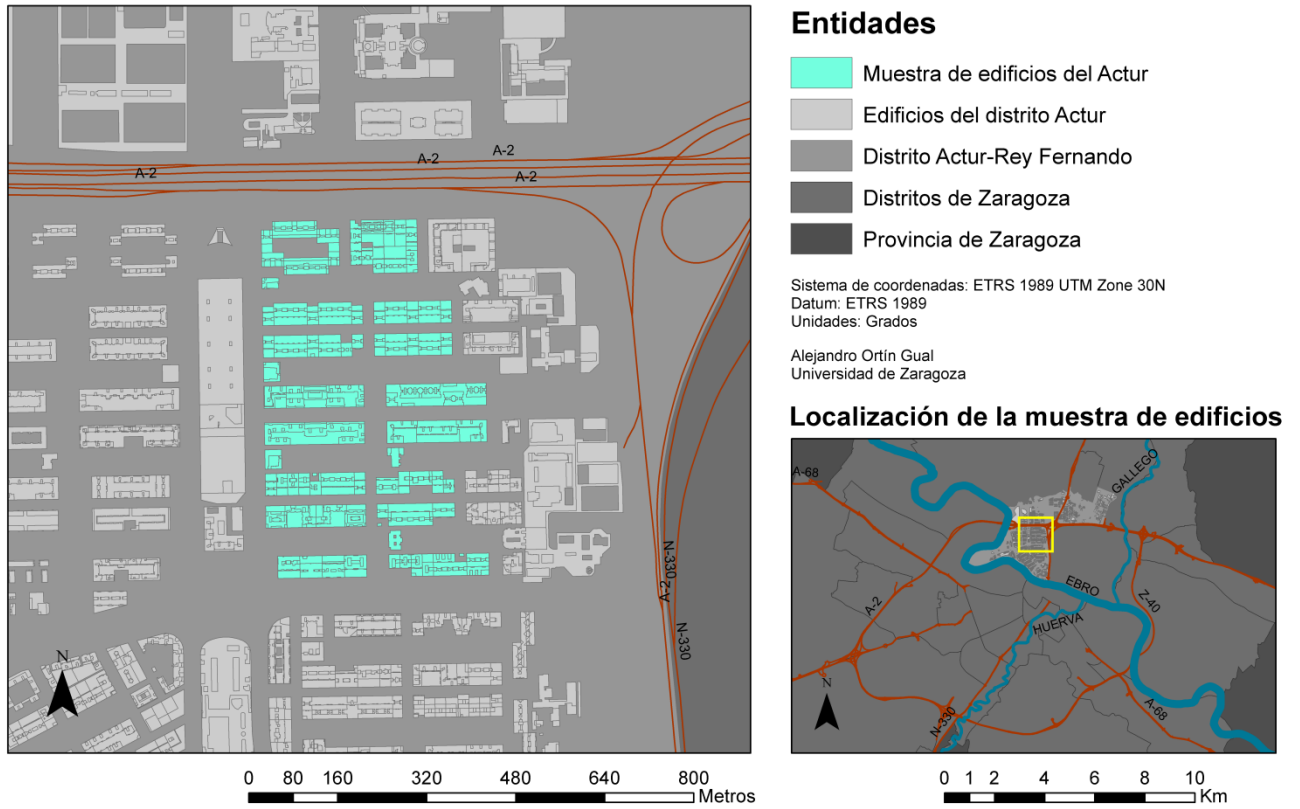 A-2
A-2
A-2
A-2
N-330
A-2
N-330
N
0 80 160 320 480 640 800
Metros
Entidades
Muestra de edificios del Actur
Edificios del distrito Actur
Distrito Actur-Rey Fernando
Distritos de Zaragoza
Provincia de Zaragoza
Sistema de coordenadas: ETRS 1989 UTM Zone 30N
Datum: ETRS 1989
Unidades: Grados
Alejandro Ortín Gual
Universidad de Zaragoza
Localización de la muestra de edificios
A-68
GALLEGO
A-2
EBRO
Z-40
HUERVA
N
N-330
A-68
0 1 2 4 6 8 10
Km